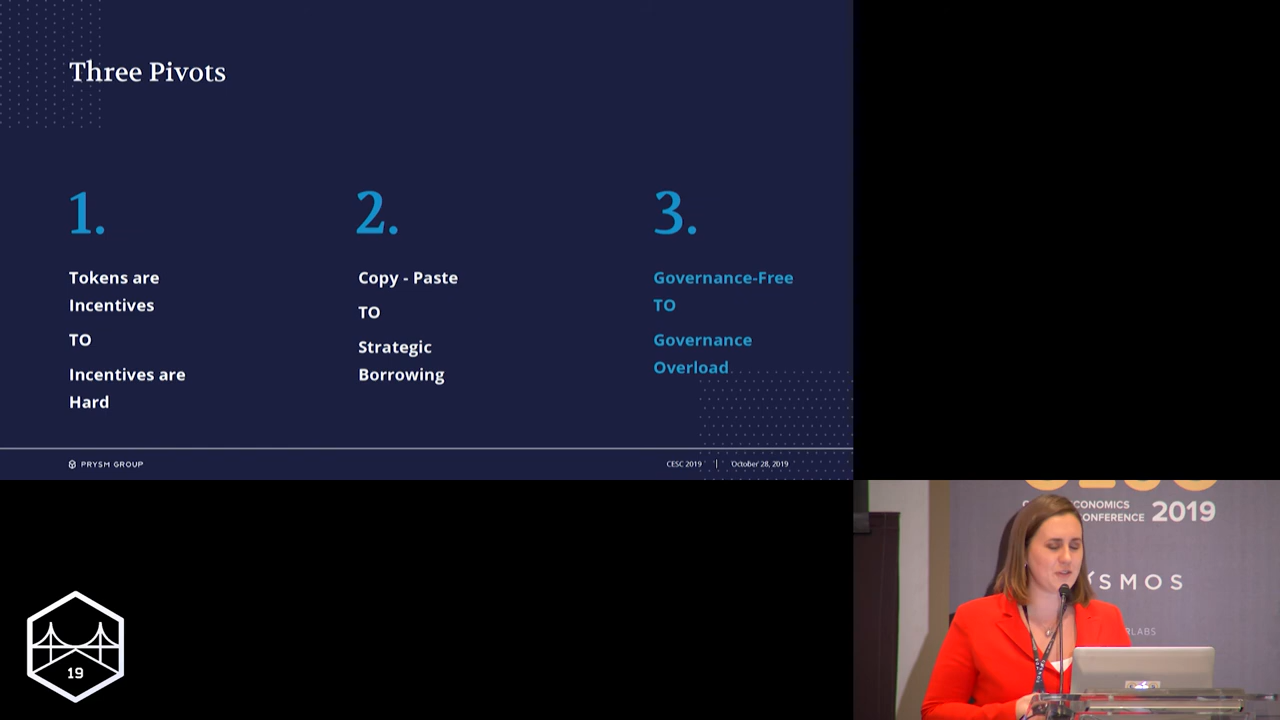 Three Pivots
1.
2.
3.
Tokens are
Incentives
TO
Incentives are
Hard
Copy - Paste
TO
Strategic
Borrowing
Governance-Free
TO
Governance
Overload
PRYSM GROUP
CESC 2019 | October 28, 2019
ECONOMICS
CONFERENCE 2019
SMOS
19